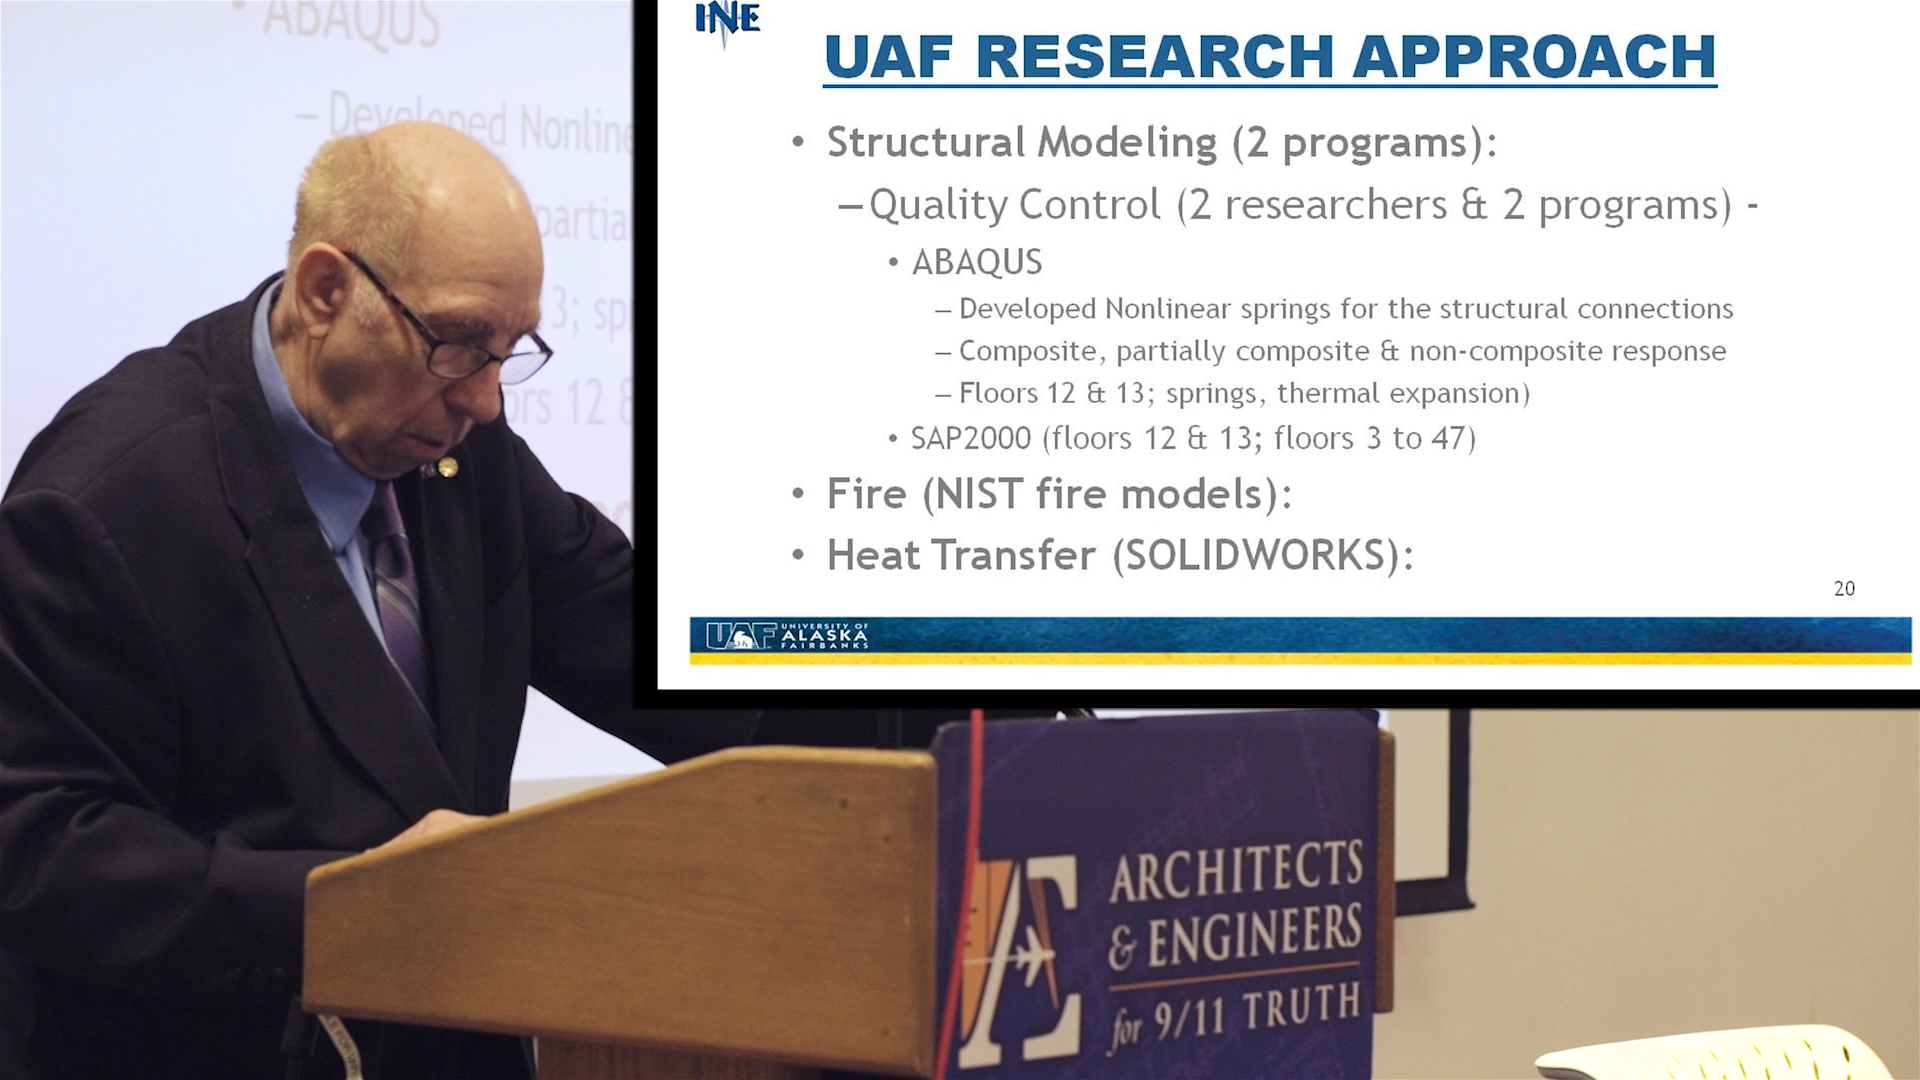 INE
UAF RESEARCH APPROACH
• Structural Modeling (2 programs):
– Quality Control (2 researchers & 2 programs) -
• ABAQUS
– Developed Nonlinear springs for the structural connections
– Composite, partially composite & non-composite response
– Floors 12 & 13; springs, thermal expansion)
• SAP2000 (floors 12 & 13; floors 3 to 47)
• Fire (NIST fire models):
• Heat Transfer (SOLIDWORKS):
20
UAF UNIVERSITY OF
ALASKA
FAIRBANKS
• ABAQUS
– Developed Nonline
partia
3; sp
ors 12 &
ARCHITECTS
& ENGINEERS
for 9/11 TRUTH
AE